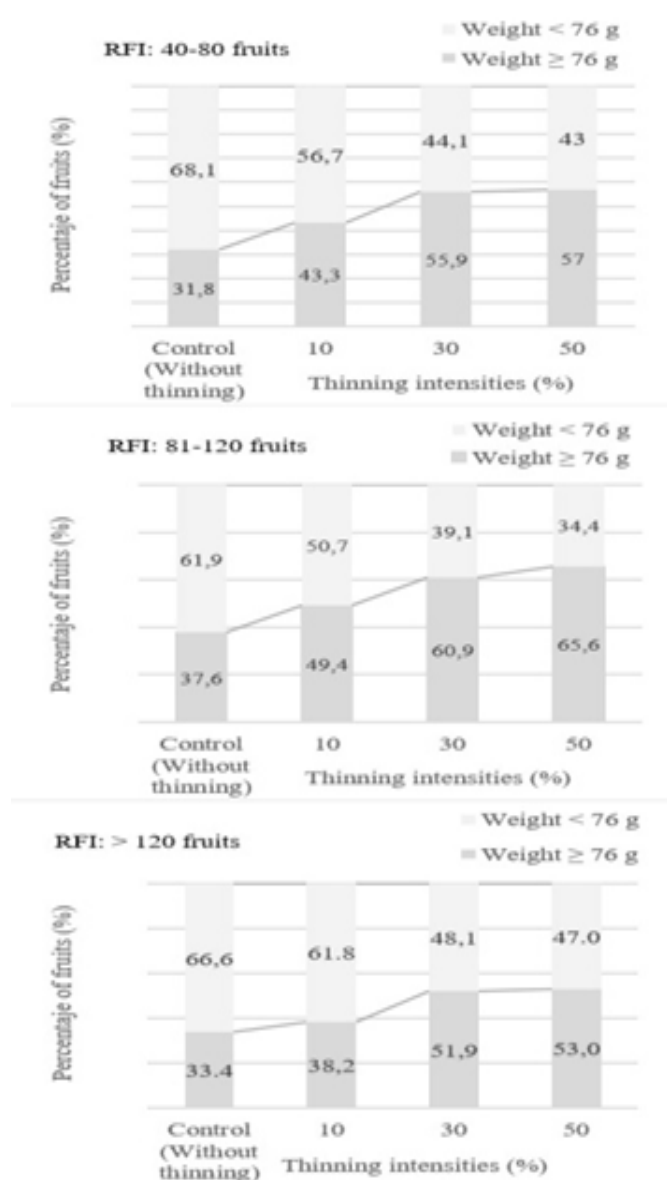 RFI: 40-80 fruits
Weight < 76 g
Weight ≥ 76 g
Percentaje of fruits (%)
68,1
56,7
44,1
43
31,8
43,3
55,9
57
Control
(Without
thinning)
10
30
50
Thinning intensities (%)
RFI: 81-120 fruits
Weight < 76 g
Weight ≥ 76 g
Percentaje of fruits (%)
61,9
50,7
39,1
34,4
37,6
49,4
60,9
65,6
Control
(Without
thinning)
10
30
50
Thinning intensities (%)
RFI: > 120 fruits
Weight < 76 g
Weight ≥ 76 g
Percentaje of fruits (%)
66,6
61.8
48,1
47.0
33.4
38,2
51,9
53,0
Control
(Without
thinning)
10
30
50
Thinning intensities (%)